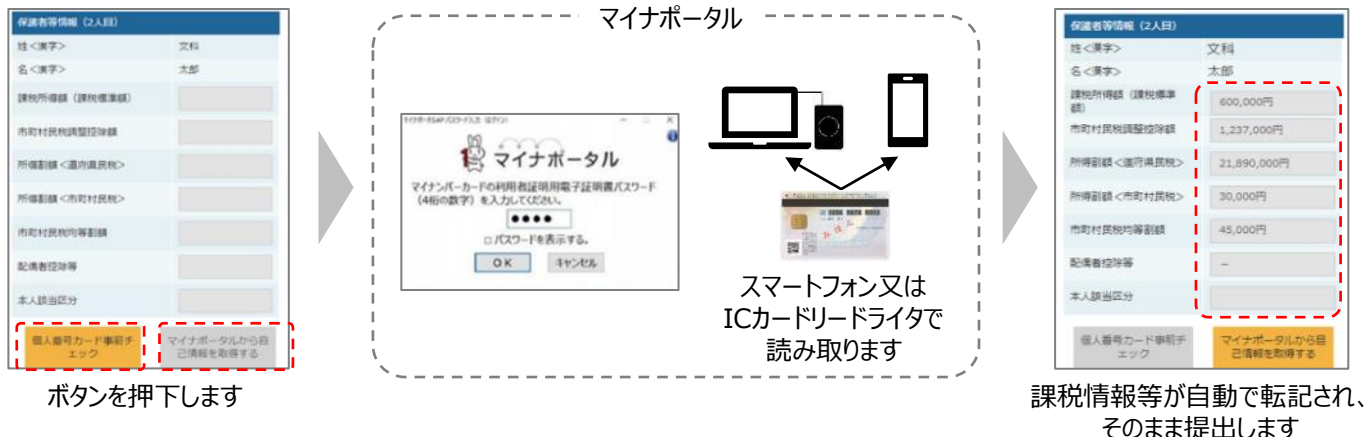 保護者等情報（2人目）
姓<漢字> 文科
名<漢字> 太郎
課税所得額（課税標準額）
市町村民税調整控除額
所得割額<道府県民税>
所得割額<市町村民税>
市町村民税均等割額
配偶者控除等
本人該当区分
個人番号カード事前チ
ェック
マイナポータルから自
己情報を取得する
ボタンを押下します
マイナポータル
マイナポータル
マイナンバーカードの利用者証明用電子証明書パスワード
（4桁の数字）を入力してください。
●●●●
□パスワードを表示する。
OK キャンセル
みほん
スマートフォン又は
ICカードリードライタで
読み取ります
保護者等情報（2人目）
姓<漢字> 文科
名<漢字> 太郎
課税所得額（課税標準
額） 600,000円
市町村民税調整控除額 1,237,000円
所得割額<道府県民税> 21,890,000円
所得割額<市町村民税> 30,000円
市町村民税均等割額 45,000円
配偶者控除等 －
本人該当区分
個人番号カード事前チ
ェック
マイナポータルから自
己情報を取得する
課税情報等が自動で転記され、
そのまま提出します